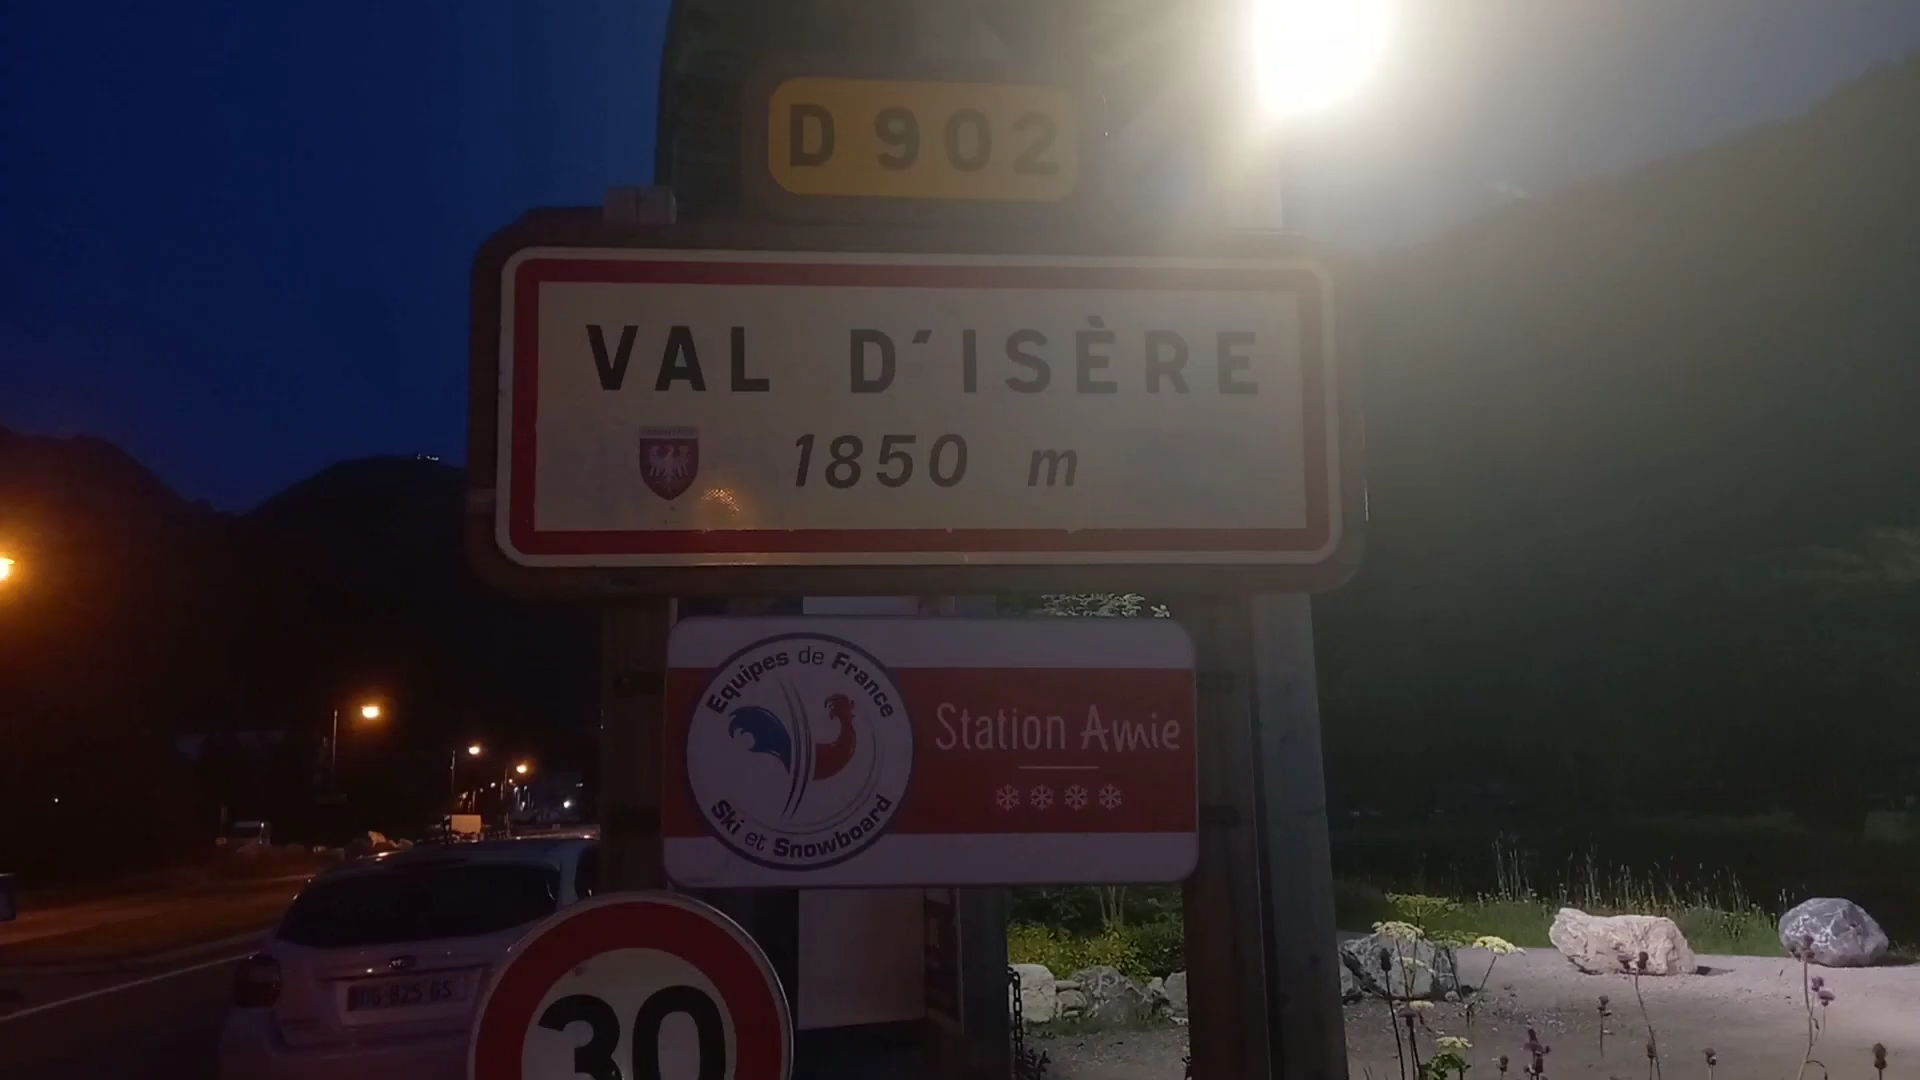 D 902
VAL D'ISÈRE
1850 m
Equipes de France
Ski et Snowboard
Station Amie
30